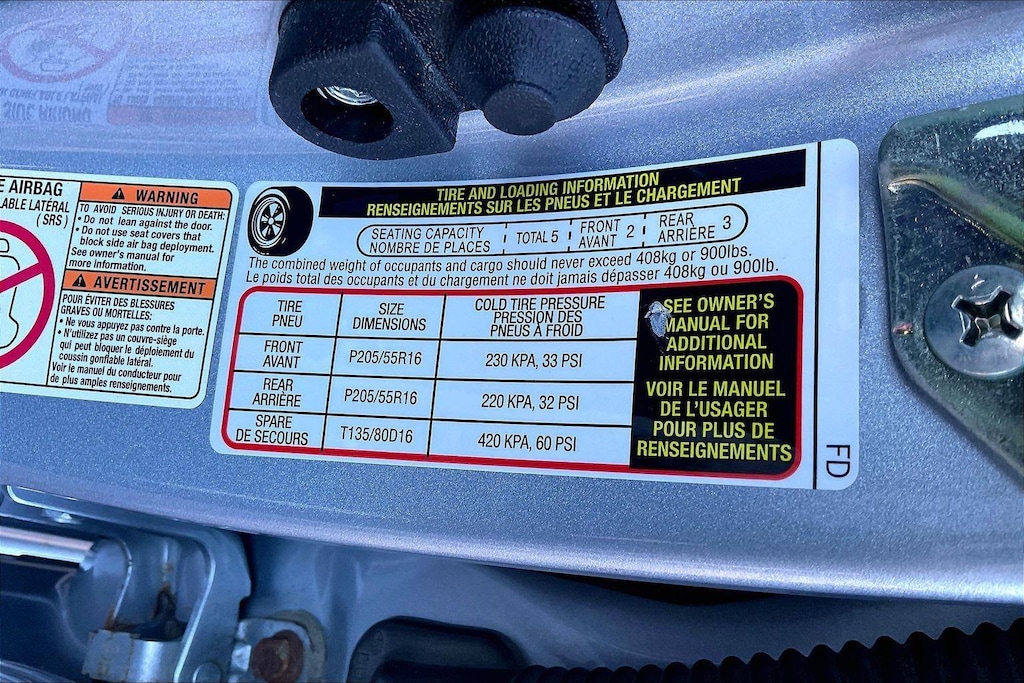 E AIRBAG
LABLE LATÉRAL
(SRS)
WARNING
TO AVOID SERIOUS INJURY OR DEATH:
• Do not lean against the door.
• Do not use seat covers that
block side air bag deployment.
See owner's manual for
more information.
AVERTISSEMENT
POUR ÉVITER DES BLESSURES
GRAVES OU MORTELLES:
• Ne vous appuyez pas contre la porte.
• N'utilizez pas un couvre-siège
qui peut bloquer le déploiement du
coussin gonflable latéral.
Voir le manuel du conducteur pour
de plus amples renseignements.
TIRE AND LOADING INFORMATION
RENSEIGNEMENTS SUR LES PNEUS ET LE CHARGEMENT
SEATING CAPACITY
NOMBRE DE PLACES
TOTAL 5
FRONT
AVANT 2
REAR
ARRIÈRE 3
The combined weight of occupants and cargo should never exceed 408kg or 900lbs.
Le poids total des occupants et du chargement ne doit jamais dépasser 408kg ou 900lb.
TIRE
PNEU
SIZE
DIMENSIONS
COLD TIRE PRESSURE
PRESSION DES
PNEUS À FROID
FRONT
AVANT
P205/55R16
230 KPA, 33 PSI
REAR
ARRIÈRE
P205/55R16
220 KPA, 32 PSI
SPARE
DE SECOURS
T135/80D16
420 KPA, 60 PSI
SEE OWNER'S
MANUAL FOR
ADDITIONAL
INFORMATION
VOIR LE MANUEL
DE L'USAGER
POUR PLUS DE
RENSEIGNEMENTS
FD